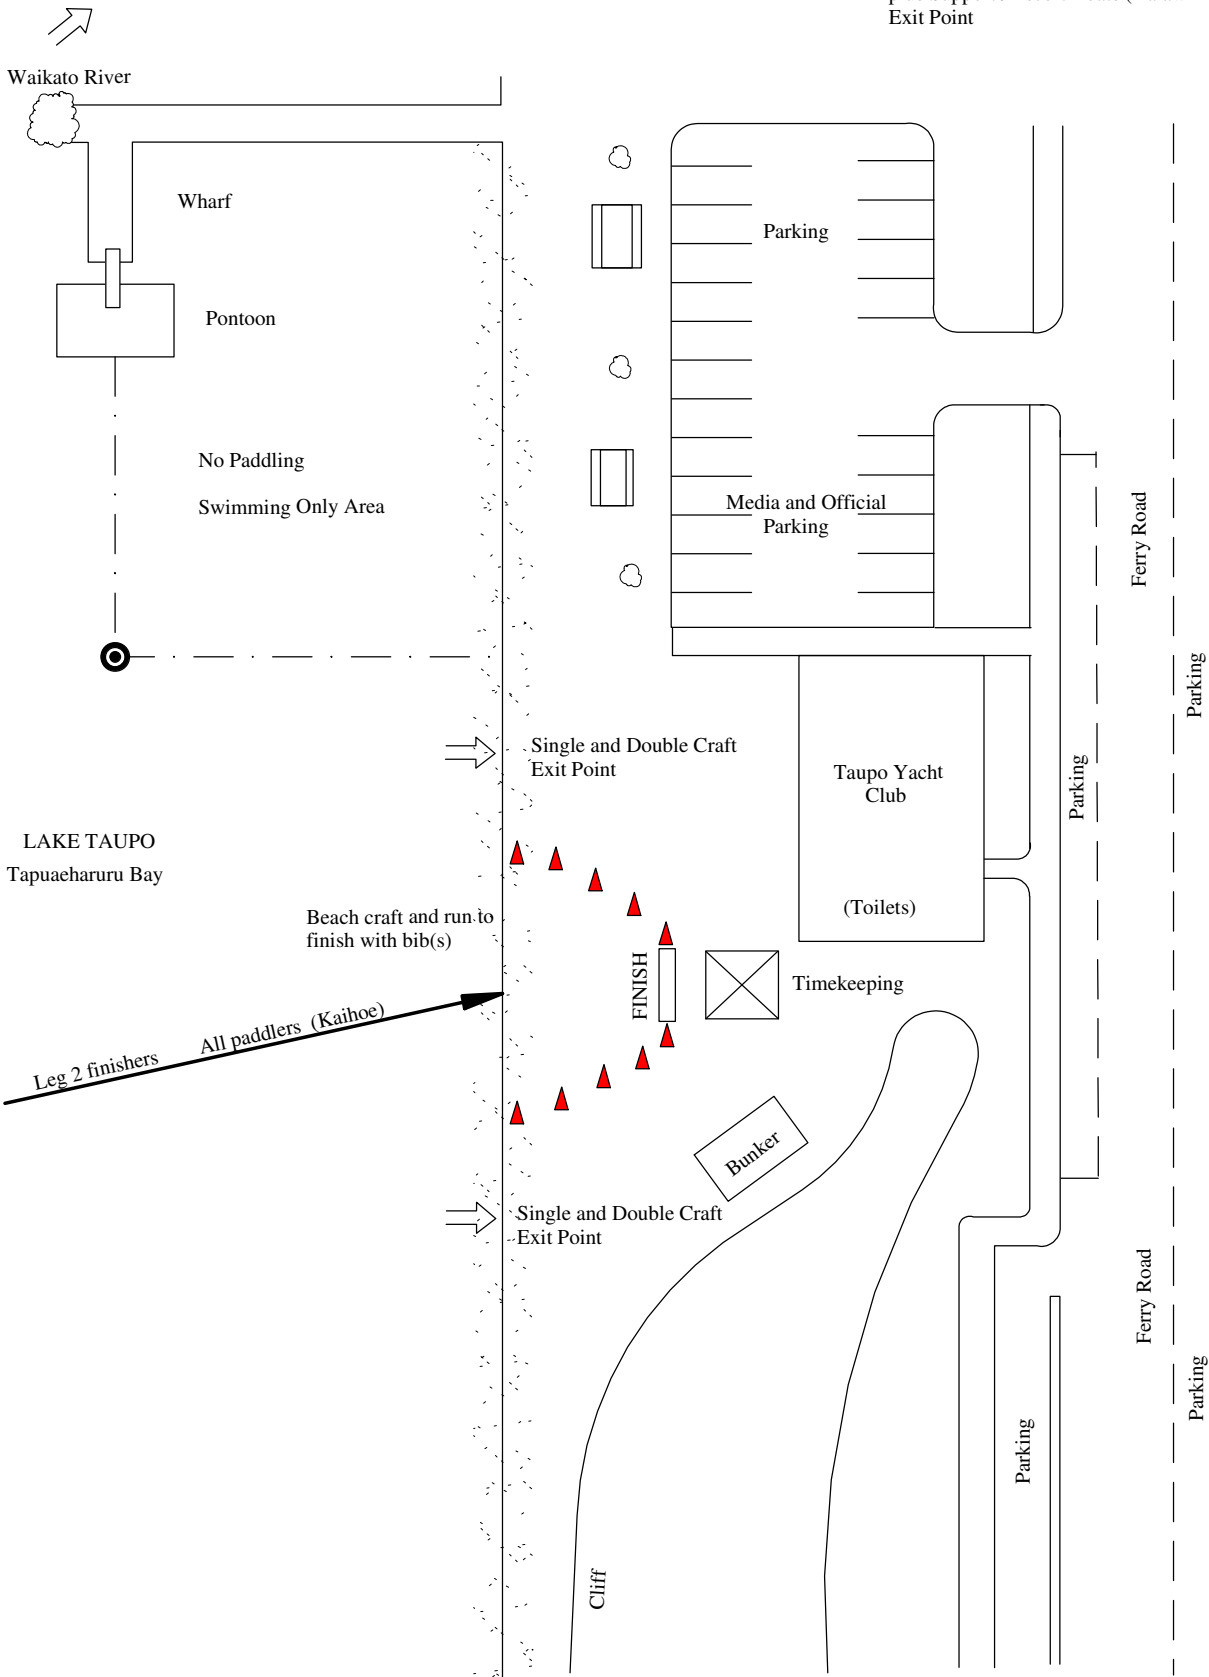 Exit Point
Waikato River
Wharf
Parking
Pontoon
No Paddling
Swimming Only Area
Media and Official
Parking
Ferry Road
Parking
Single and Double Craft
Exit Point
Taupo Yacht
Club
Parking
LAKE TAUPO
Tapuaeharuru Bay
(Toilets)
Beach craft and run to
finish with bib(s)
FINISH
Timekeeping
Leg 2 finishers All paddlers (Kaihoe)
Bunker
Single and Double Craft
Exit Point
Ferry Road
Parking
Parking
Cliff